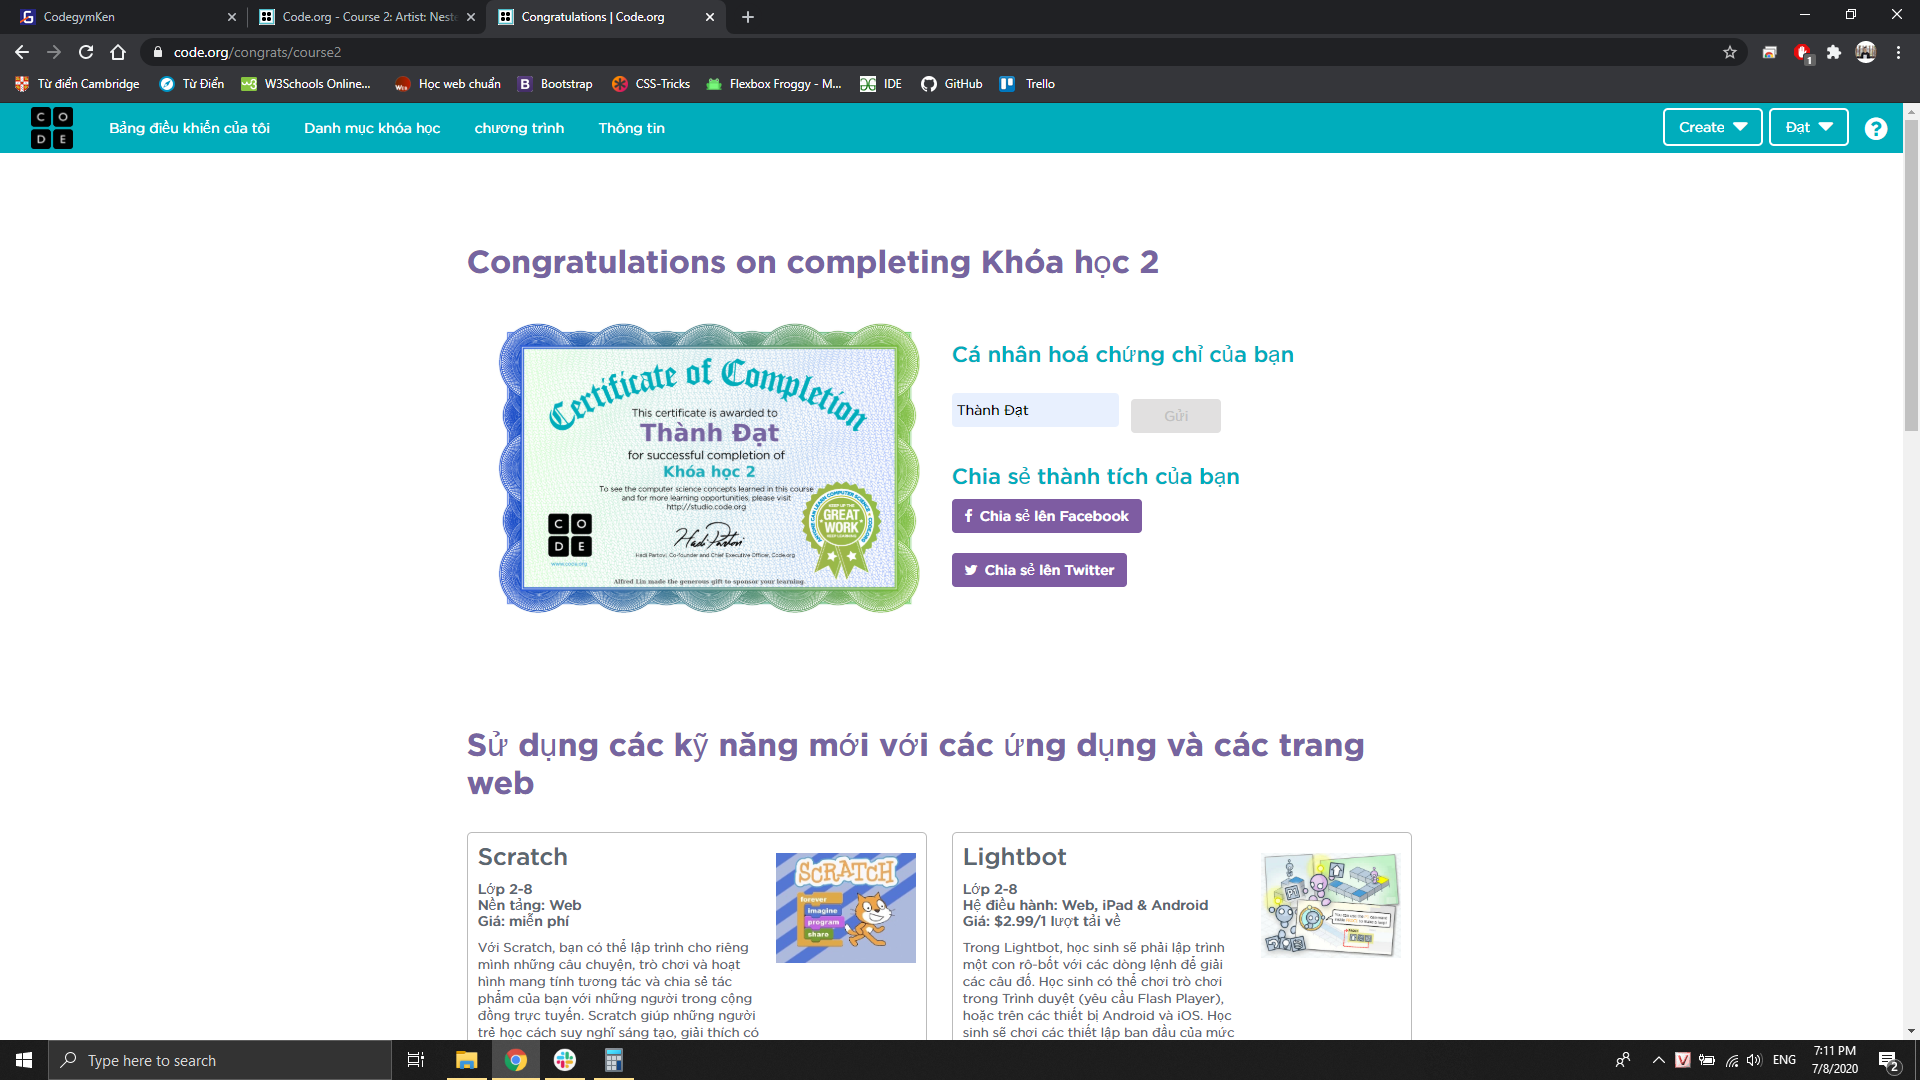 CodegymKen
Code.org - Course 2: Artist: Neste
Congratulations | Code.org
code.org/congrats/course2
1
Từ điển Cambridge
Từ Điển
W3Schools Online...
Học web chuẩn
Bootstrap
CSS-Tricks
Flexbox Froggy - M...
IDE
GitHub
Trello
CODE
Bảng điều khiển của tôi
Danh mục khóa học
chương trình
Thông tin
Create
Đạt
?
Congratulations on completing Khóa học 2
Certificate of Completion
This certificate is awarded to
Thành Đạt
for successful completion of
Khóa học 2
To see the computer science concepts learned in this course
and for more learning opportunities, please visit
http://studio.code.org
CODE
www.code.org
Hadi Partovi, Co-founder and Chief Executive Officer, Code.org
GREAT
WORK
Alfred Lin made the generous gift to sponsor your learning.
Cá nhân hoá chứng chỉ của bạn
Thành Đạt
Gửi
Chia sẻ thành tích của bạn
Chia sẻ lên Facebook
Chia sẻ lên Twitter
Sử dụng các kỹ năng mới với các ứng dụng và các trang
web
Scratch
Lớp 2-8
Nền tảng: Web
Giá: miễn phí
Với Scratch, bạn có thể lập trình cho riêng
mình những câu chuyện, trò chơi và hoạt
hình mang tính tương tác và chia sẻ tác
phẩm của bạn với những người trong cộng
đồng trực tuyến. Scratch giúp những người
trẻ học cách suy nghĩ sáng tạo, giải thích có
SCRATCH
forever
imagine
program
share
Lightbot
Lớp 2-8
Hệ điều hành: Web, iPad & Android
Giá: $2.99/1 lượt tải về
Trong Lightbot, học sinh sẽ phải lập trình
một con rô-bốt với các dòng lệnh để giải
các câu đố. Học sinh có thể chơi trò chơi
trong Trình duyệt (yêu cầu Flash Player),
hoặc trên các thiết bị Android và iOS. Học
sinh sẽ chơi các thiết lập ban đầu của mức
Type here to search
ENG
7:11 PM
7/8/2020
2